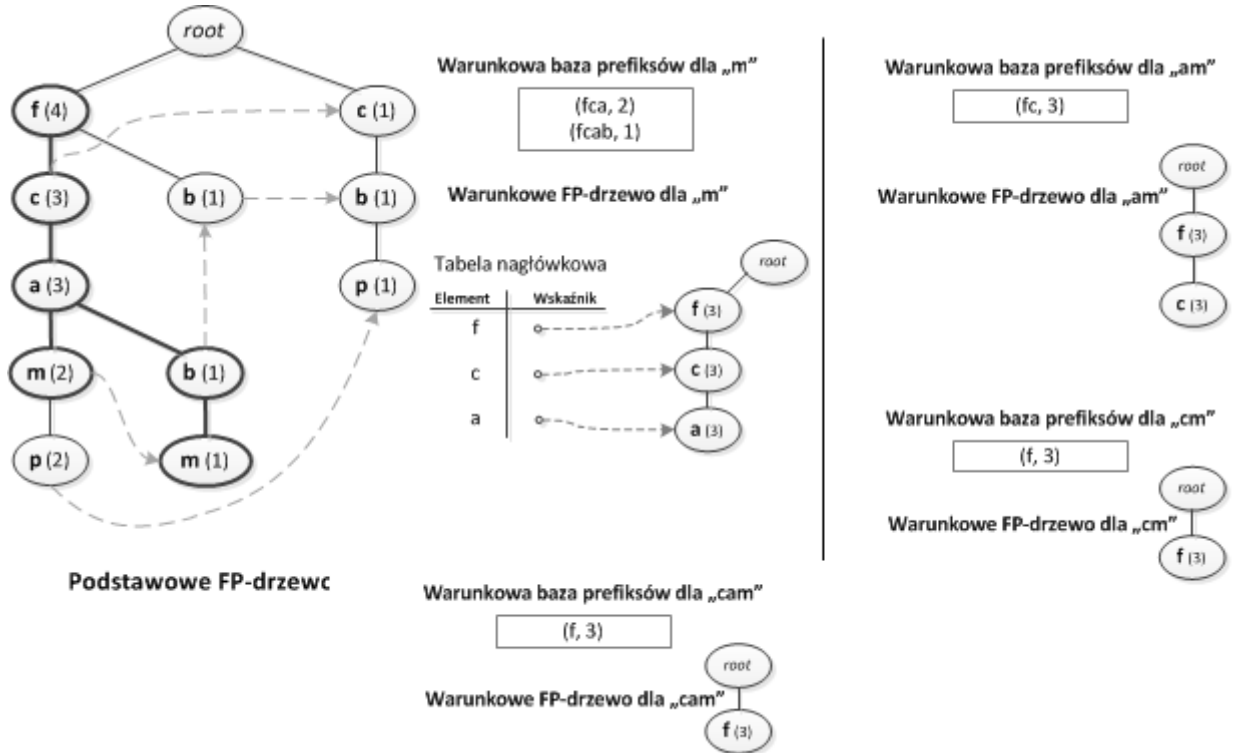 root
f (4)
c (1)
c (3)
b (1)
b (1)
a (3)
p (1)
m (2)
b (1)
p (2)
m (1)
Podstawowe FP-drzewc
Warunkowa baza prefiksów dla „m”
(fca, 2)
(fcab, 1)
Warunkowe FP-drzewo dla „m”
Tabela nagłówkowa
Element Wskaźnik
f
c
a
root
f (3)
c (3)
a (3)
Warunkowa baza prefiksów dla „am”
(fc, 3)
Warunkowe FP-drzewo dla „am”
root
f (3)
c (3)
Warunkowa baza prefiksów dla „cm”
(f, 3)
Warunkowe FP-drzewo dla „cm”
root
f (3)
Warunkowa baza prefiksów dla „cam”
(f, 3)
Warunkowe FP-drzewo dla „cam”
root
f (3)